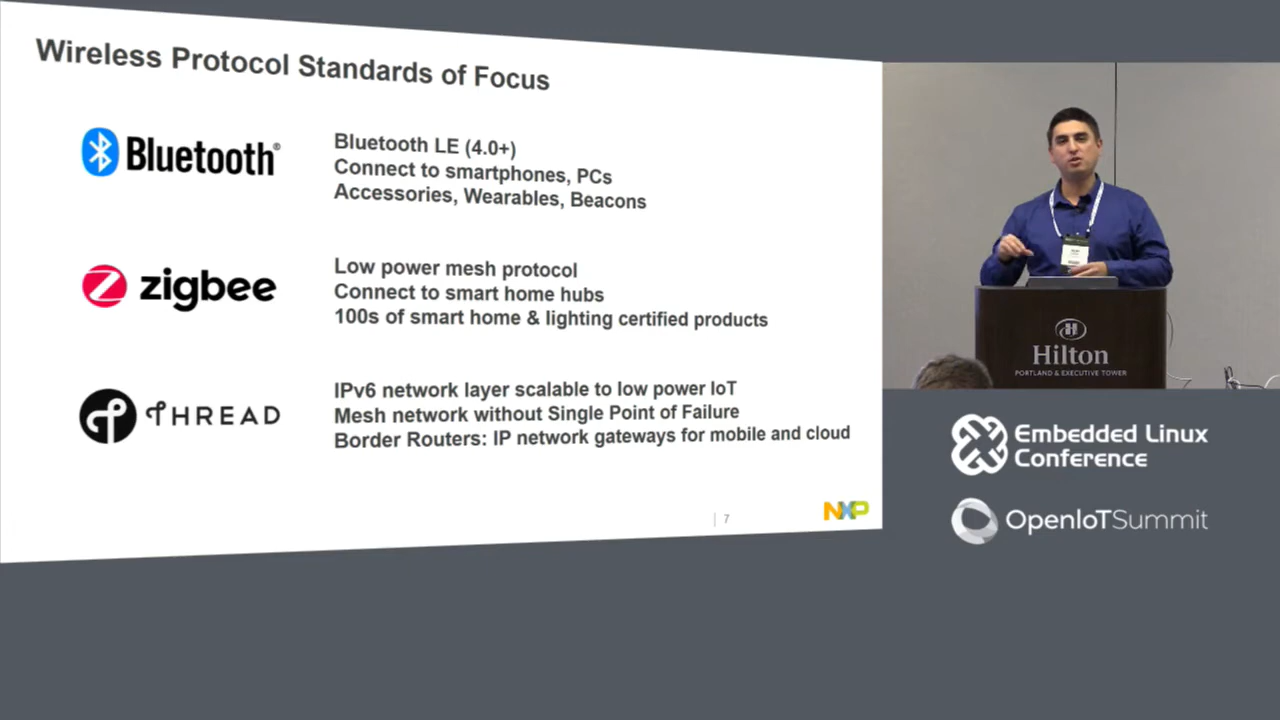 Wireless Protocol Standards of Focus
Bluetooth®
Bluetooth LE (4.0+)
Connect to smartphones, PCs
Accessories, Wearables, Beacons
zigbee
Low power mesh protocol
Connect to smart home hubs
100s of smart home & lighting certified products
THREAD
IPv6 network layer scalable to low power IoT
Mesh network without Single Point of Failure
Border Routers: IP network gateways for mobile and cloud
7
NXP
Hilton
PORTLAND & EXECUTIVE TOWER
Embedded Linux
Conference
OpenIoTSummit